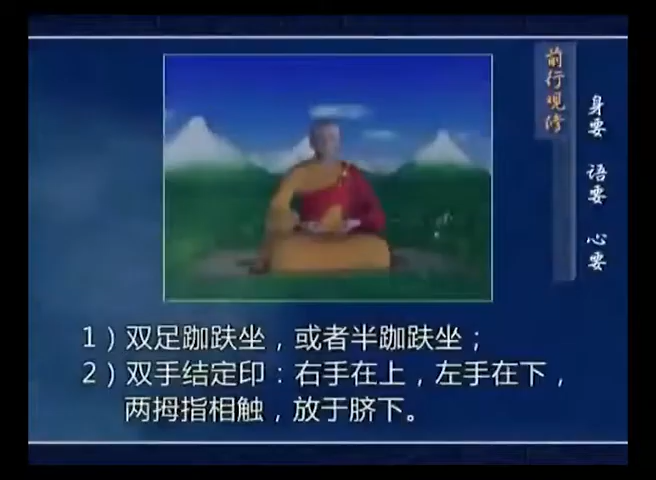 前行观修
身要 语要 心要
1）双足跏趺坐，或者半跏趺坐；
2）双手结定印：右手在上，左手在下，
两拇指相触，放于脐下。